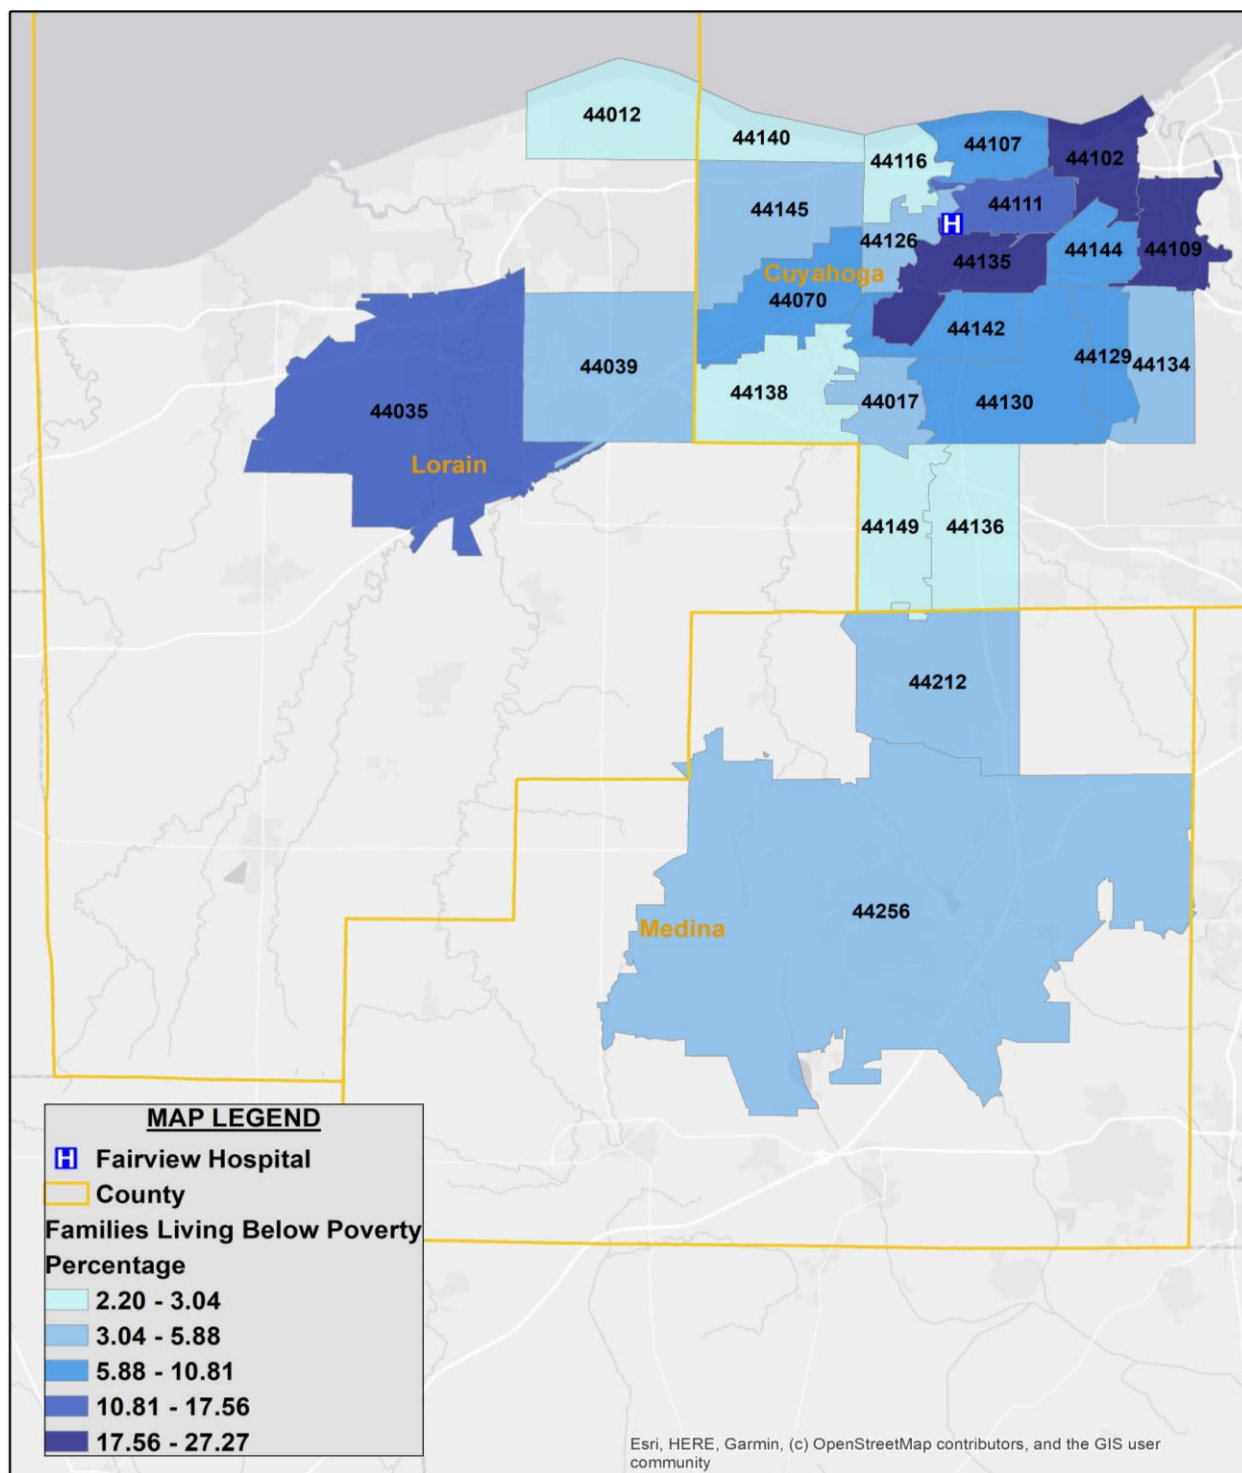 44012
44140
44107
44116
44102
44111
44145
44126
44144
44109
44135
Cuyahoga
44070
44142
44129
44134
44039
44138
44017
44130
44035
Lorain
44149
44136
44212
44256
Medina
MAP LEGEND
H Fairview Hospital
County
Families Living Below Poverty
Percentage
2.20 - 3.04
3.04 - 5.88
5.88 - 10.81
10.81 - 17.56
17.56 - 27.27
H
Esri, HERE, Garmin, (c) OpenStreetMap contributors, and the GIS user
community